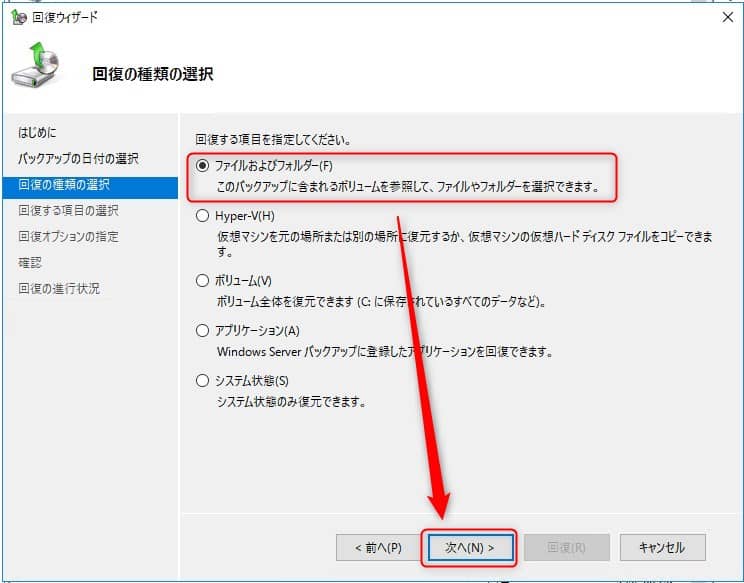 回復ウィザード
回復の種類の選択
はじめに
バックアップの日付の選択
回復の種類の選択
回復する項目の選択
回復オプションの指定
確認
回復の進行状況
回復する項目を指定してください。
ファイルおよびフォルダー(F)
このバックアップに含まれるボリュームを参照して、ファイルやフォルダーを選択できます。
Hyper-V(H)
仮想マシンを元の場所または別の場所に復元するか、仮想マシンの仮想ハード ディスク ファイルをコピーできま
す。
ボリューム(V)
ボリューム全体を復元できます (C: に保存されているすべてのデータなど)。
アプリケーション(A)
Windows Server バックアップに登録したアプリケーションを回復できます。
システム状態(S)
システム状態のみ復元できます。
< 前へ(P)
次へ(N) >
回復(R)
キャンセル